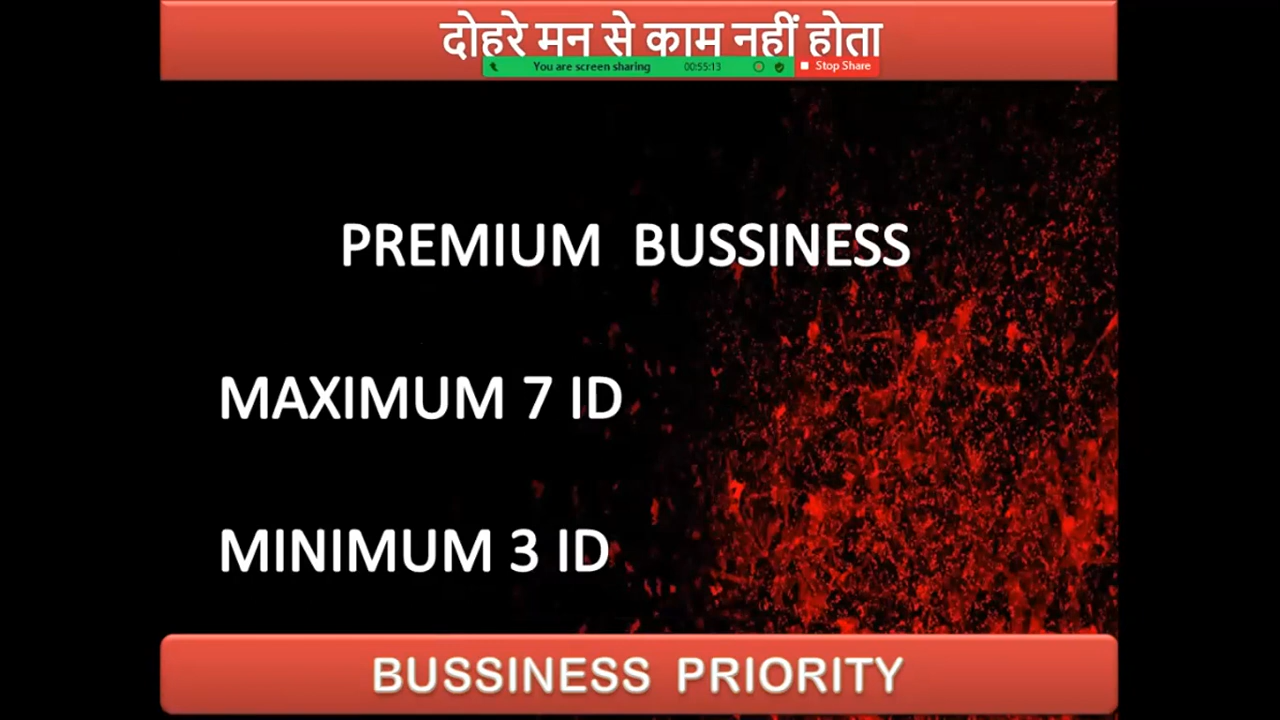 दोहरे मन से काम नहीं होता
You are screen sharing 00:55:13 Stop Share
PREMIUM BUSSINESS
MAXIMUM 7 ID
MINIMUM 3 ID
BUSSINESS PRIORITY